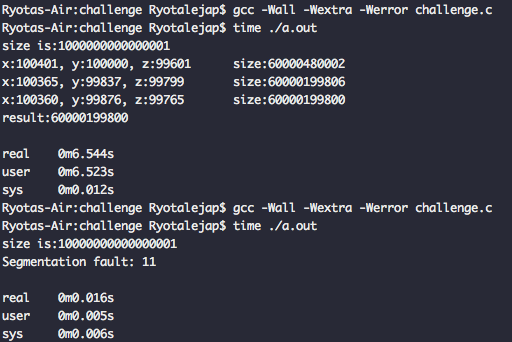 Ryotas-Air:challenge Ryotalejap$ gcc -Wall -Wextra -Werror challenge.c
Ryotas-Air:challenge Ryotalejap$ time ./a.out
size is:1000000000000001
x:100401, y:100000, z:99601      size:60000480002
x:100365, y:99837, z:99799       size:60000199806
x:100360, y:99876, z:99765       size:60000199800
result:60000199800
real    0m6.544s
user    0m6.523s
sys     0m0.012s
Ryotas-Air:challenge Ryotalejap$ gcc -Wall -Wextra -Werror challenge.c
Ryotas-Air:challenge Ryotalejap$ time ./a.out
size is:10000000000000001
Segmentation fault: 11
real    0m0.016s
user    0m0.005s
sys     0m0.006s